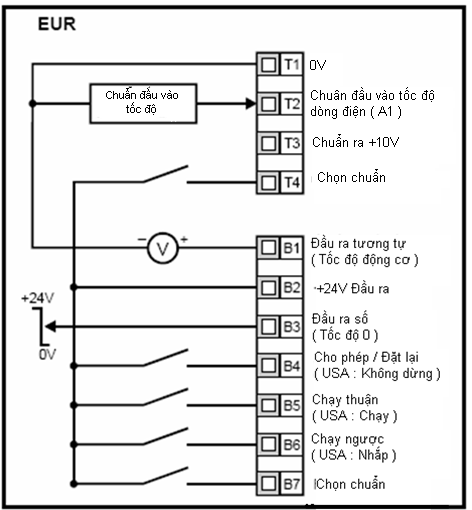 EUR
T1 0V
Chuẩn đầu vào
tốc độ
T2 Chuân đầu vào tốc độ
dòng điện ( A1 )
T3 Chuẩn ra +10V
T4 Chọn chuẩn
− V +
B1 Đầu ra tương tự
( Tốc độ động cơ )
B2 +24V Đầu ra
+24V
B3 Đầu ra số
( Tốc độ 0 )
0V
B4 Cho phép / Đặt lại
( USA : Không dừng )
B5 Chạy thuận
( USA : Chạy )
B6 Chạy ngược
( USA : Nhấp )
B7 Chọn chuẩn